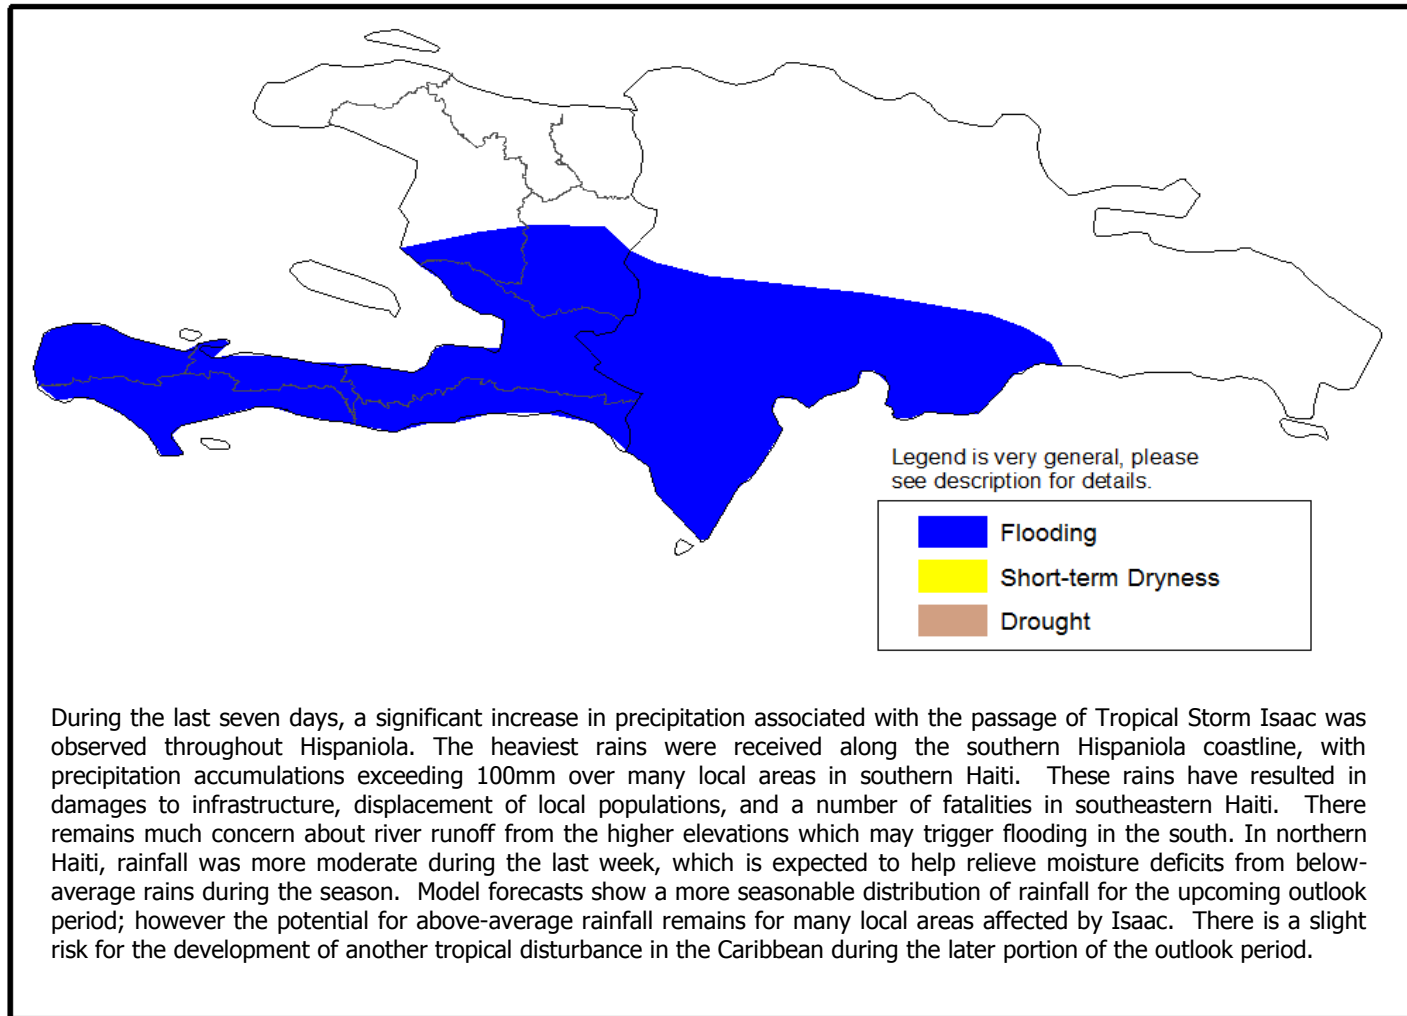 Legend is very general, please
see description for details.
Flooding
Short-term Dryness
Drought
During the last seven days, a significant increase in precipitation associated with the passage of Tropical Storm Isaac was
observed throughout Hispaniola. The heaviest rains were received along the southern Hispaniola coastline, with
precipitation accumulations exceeding 100mm over many local areas in southern Haiti. These rains have resulted in
damages to infrastructure, displacement of local populations, and a number of fatalities in southeastern Haiti. There
remains much concern about river runoff from the higher elevations which may trigger flooding in the south. In northern
Haiti, rainfall was more moderate during the last week, which is expected to help relieve moisture deficits from below-
average rains during the season. Model forecasts show a more seasonable distribution of rainfall for the upcoming outlook
period; however the potential for above-average rainfall remains for many local areas affected by Isaac. There is a slight
risk for the development of another tropical disturbance in the Caribbean during the later portion of the outlook period.